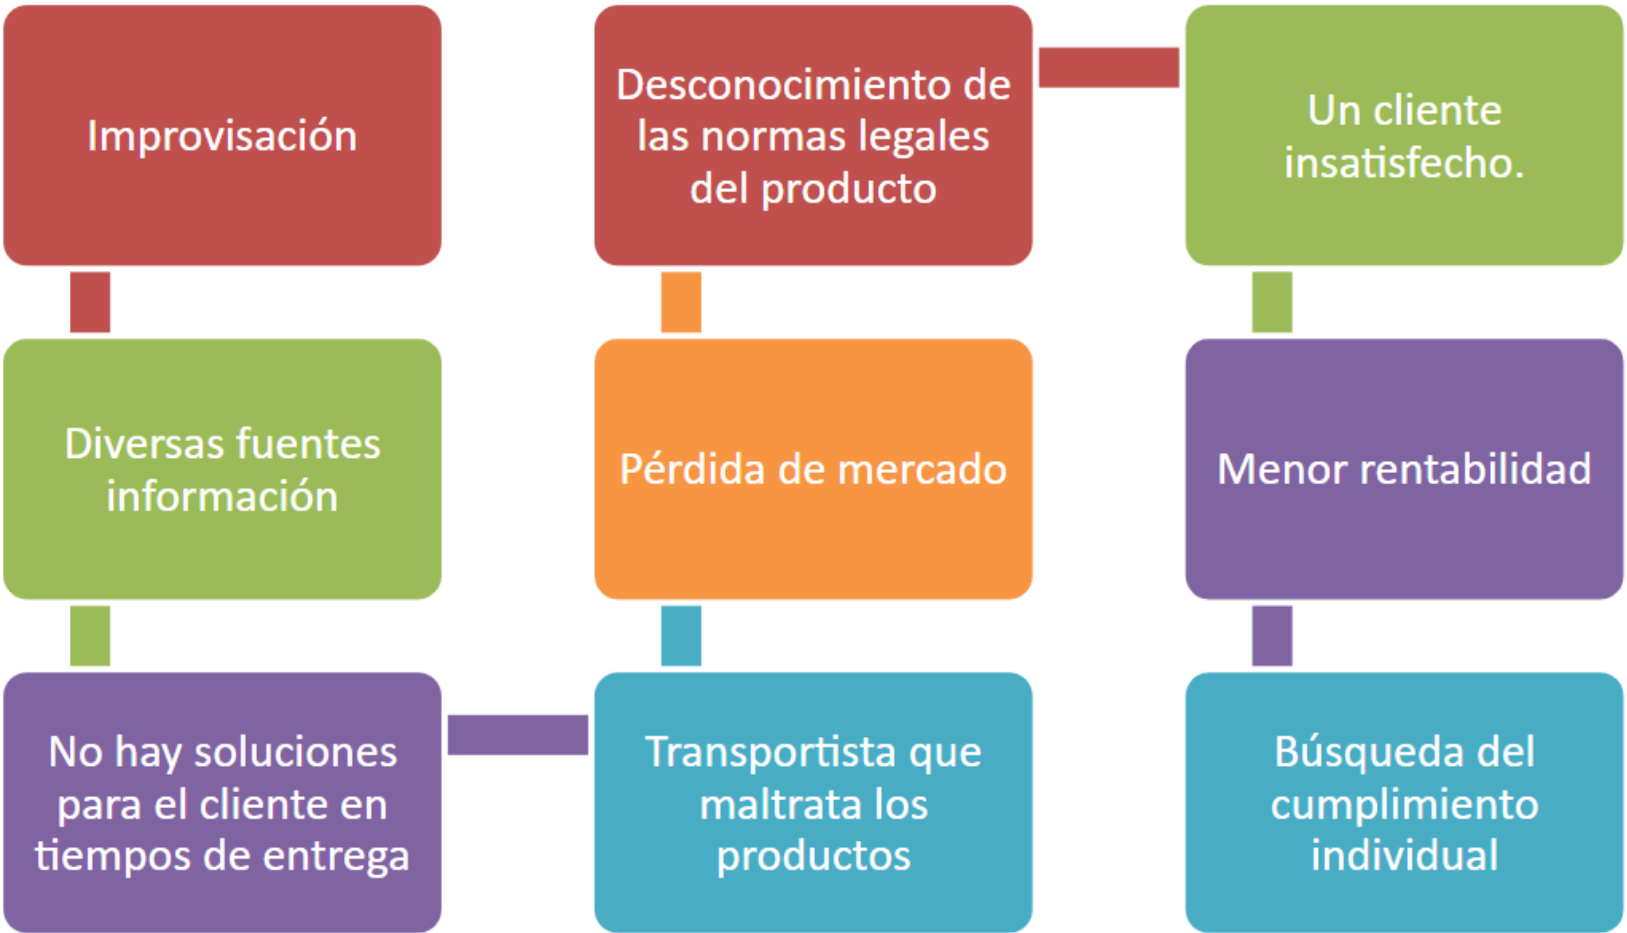 Improvisación
Diversas fuentes
información
No hay soluciones
para el cliente en
tiempos de entrega
Transportista que
maltrata los
productos
Pérdida de mercado
Desconocimiento de
las normas legales
del producto
Un cliente
insatisfecho.
Menor rentabilidad
Búsqueda del
cumplimiento
individual